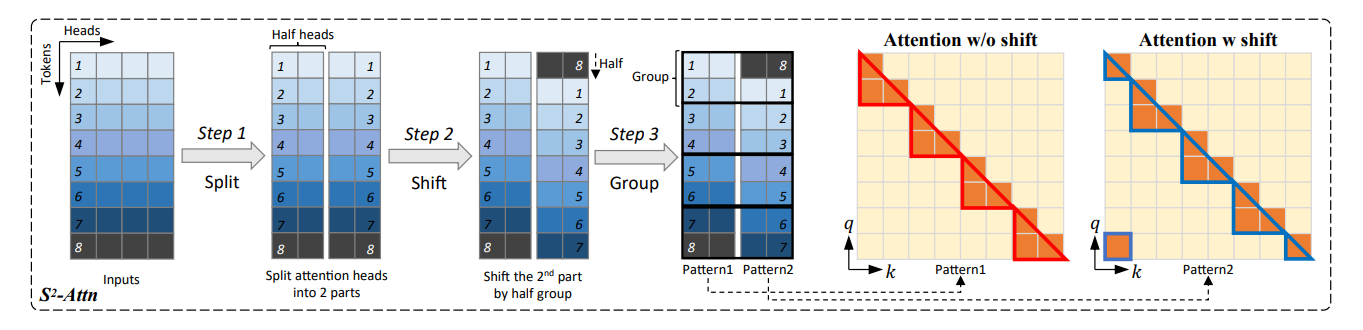 Heads
Tokens
1
2
3
4
5
6
7
8
Inputs
S²-Attn
Step 1
Split
Half heads
1 1
2 2
3 3
4 4
5 5
6 6
7 7
8 8
Split attention heads
into 2 parts
Step 2
Shift
1 8
2 1
3 2
4 3
5 4
6 5
7 6
8 7
Half
Shift the 2nd part
by half group
Step 3
Group
Group
1 8
2 1
3 2
4 3
5 4
6 5
7 6
8 7
Pattern1 Pattern2
Attention w/o shift
q
k
Pattern1
Attention w shift
q
k
Pattern2